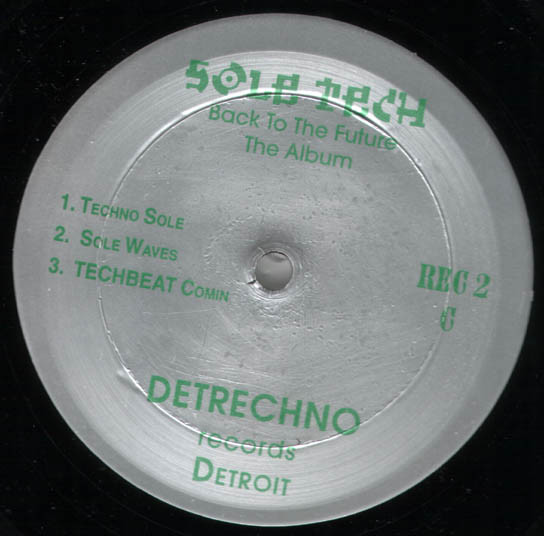 SOLE TECH
Back To The Future
The Album
1. TECHNO SOLE
2. SOLE WAVES
3. TECHBEAT COMIN
REC 2
C
DETRECHNO
records
DETROIT